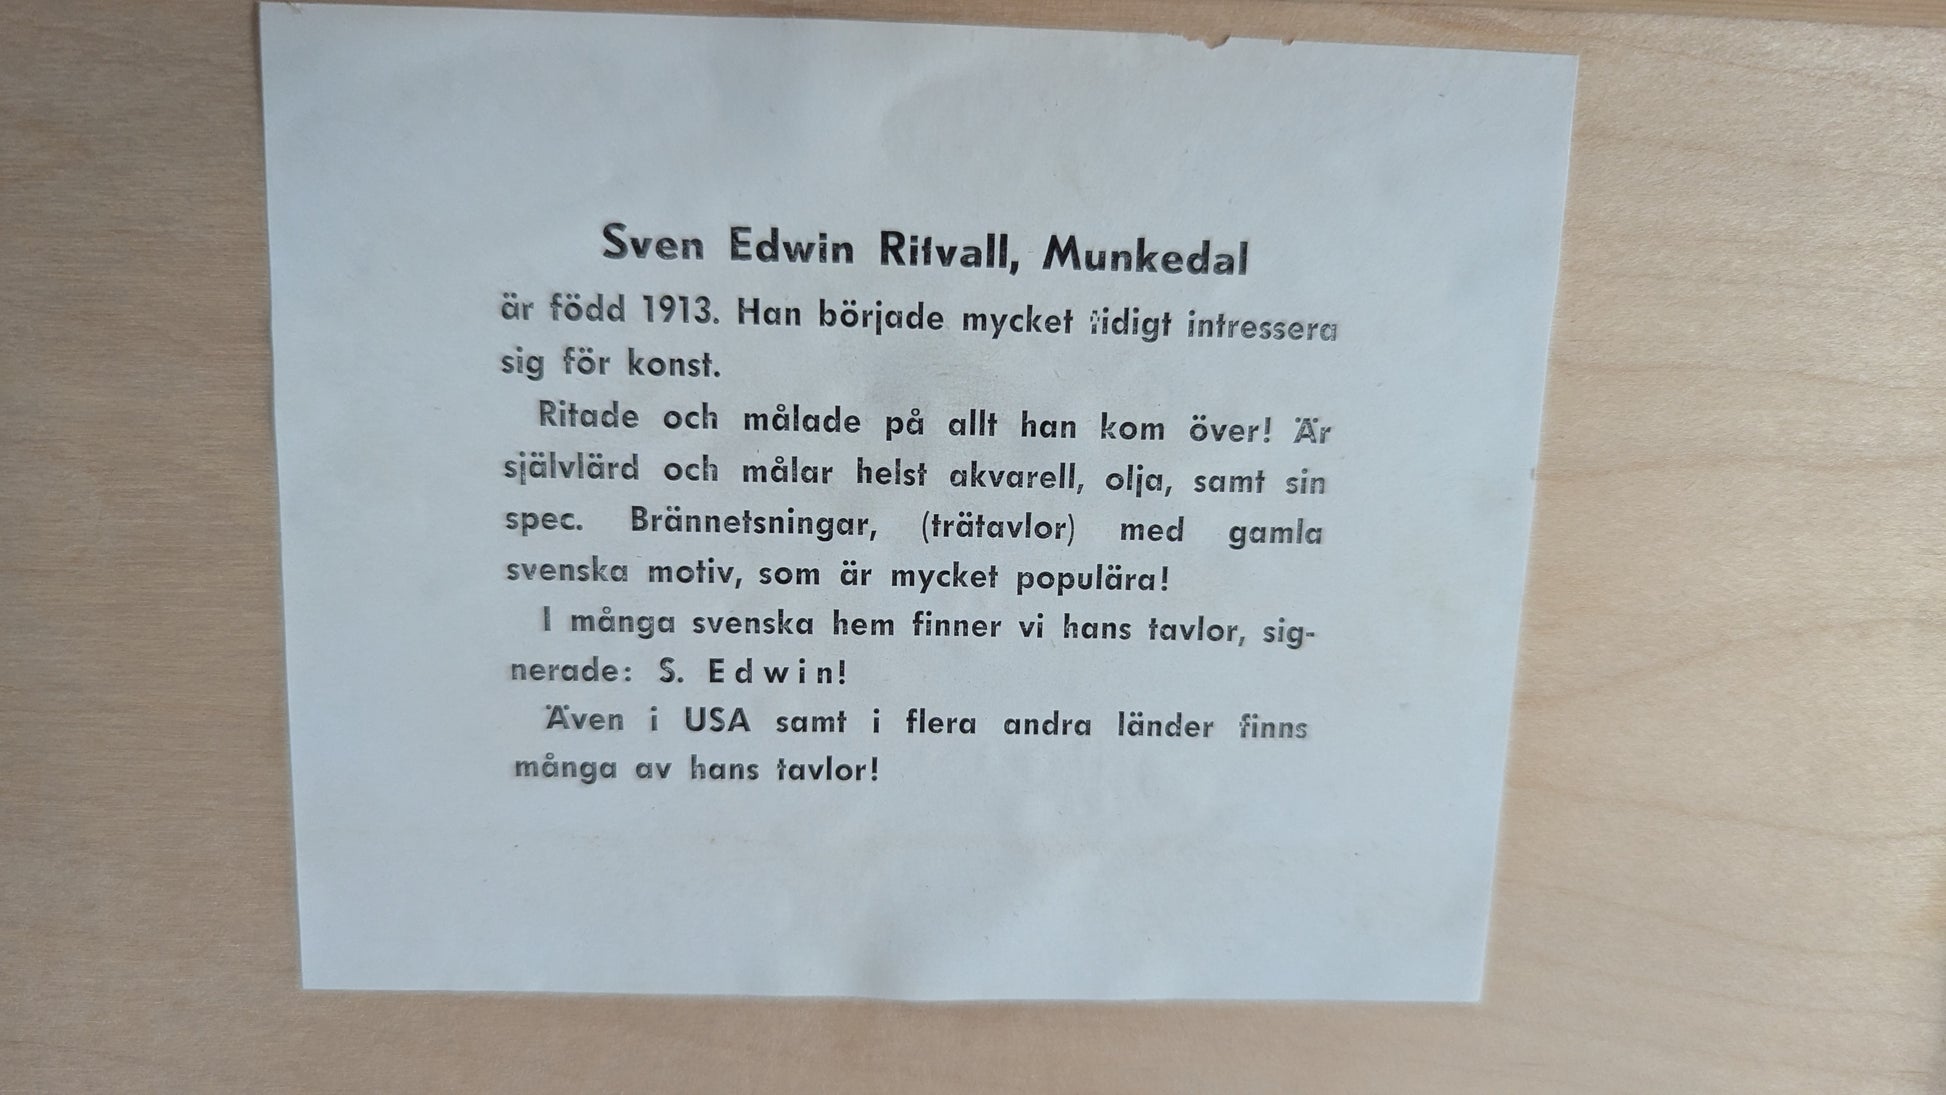 Sven Edwin Ritvall, Munkedal
är född 1913. Han började mycket tidigt intressera
sig för konst.
Ritade och målade på allt han kom över! Är
självlärd och målar helst akvarell, olja, samt sin
spec. Brännetsningar, (trätavlor) med gamla
svenska motiv, som är mycket populära!
I många svenska hem finner vi hans tavlor, sig-
nerade: S. Edwin!
Även i USA samt i flera andra länder finns
många av hans tavlor!